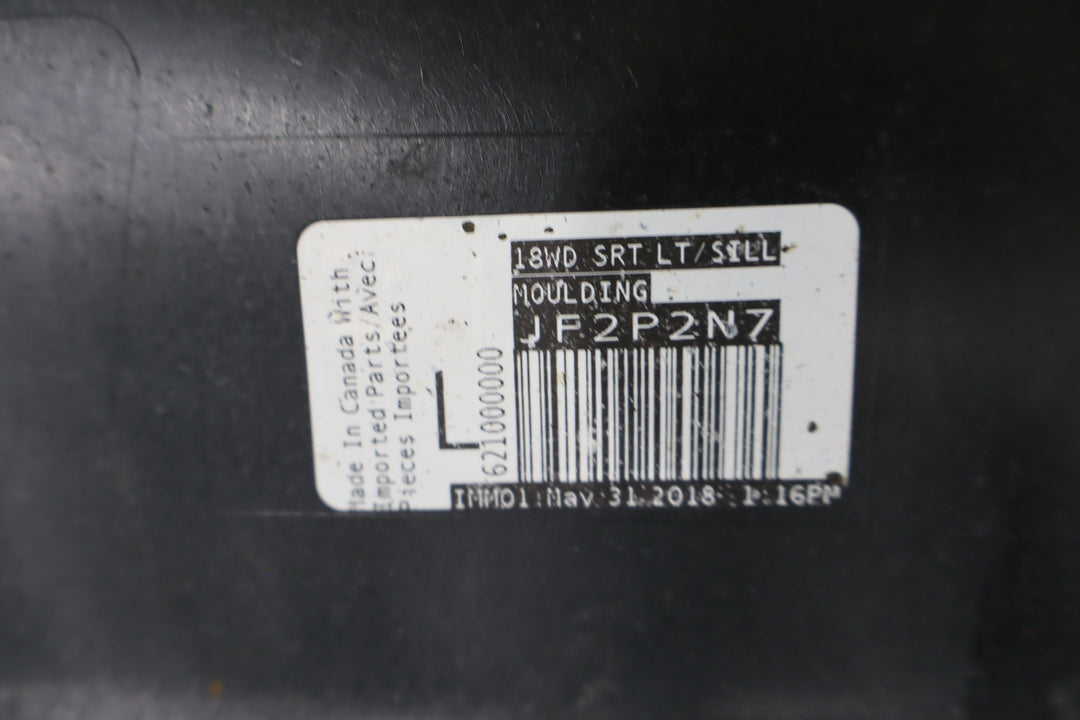 18WD SRT LT/SILL
MOULDING
JF2P2N7
6210000000
L
Made In Canada With
Imported Parts/Avec:
Pieces Importees
IMM01 May 31 2018 1:16PM